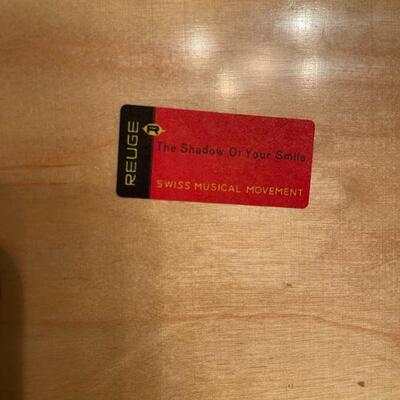 REUGE
R
The Shadow Of Your Smile
SWISS MUSICAL MOVEMENT